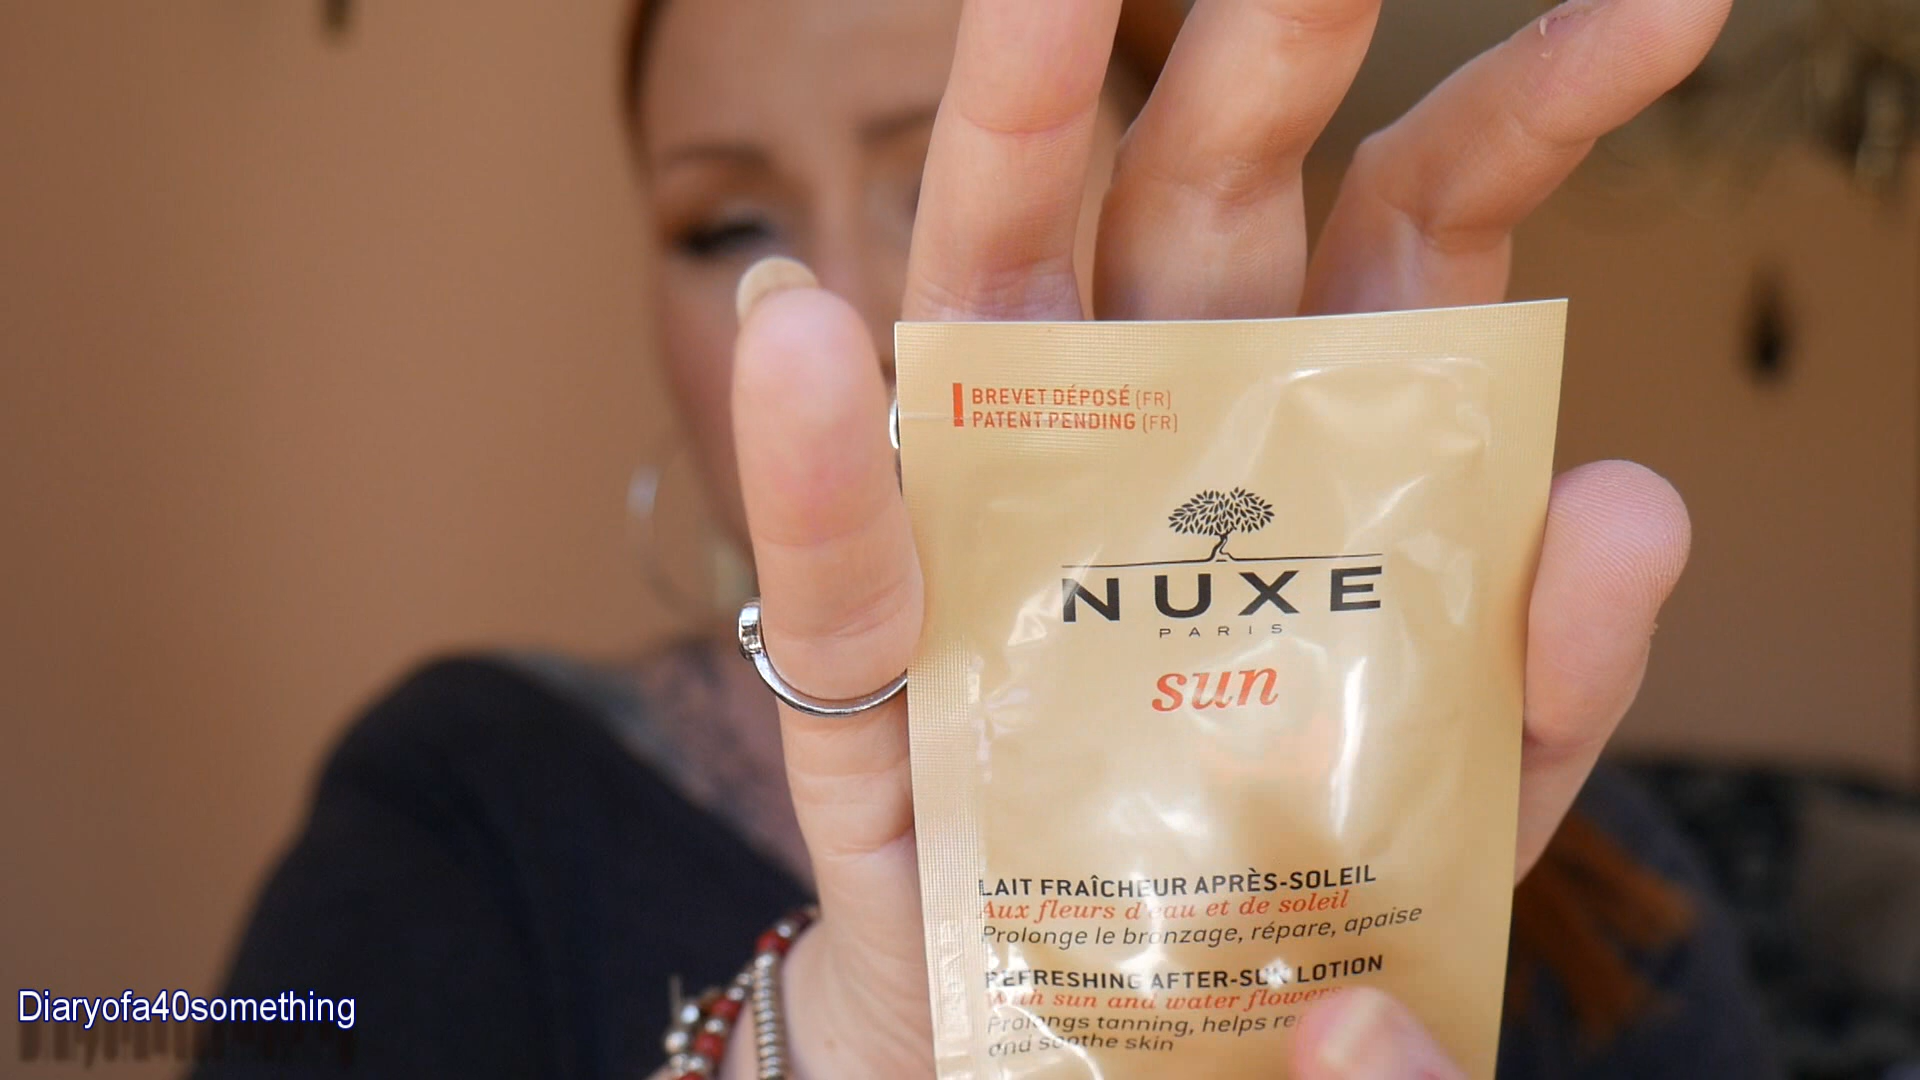 BREVET DÉPOSÉ (FR)
PATENT PENDING (FR)
NUXE
PARIS
sun
LAIT FRAÎCHEUR APRÈS-SOLEIL
Aux fleurs d'eau et de soleil
Prolonge le bronzage, répare, apaise
REFRESHING AFTER-SUN LOTION
With sun and water flowers
Prolongs tanning, helps
and soothe skin
Diaryofa40something